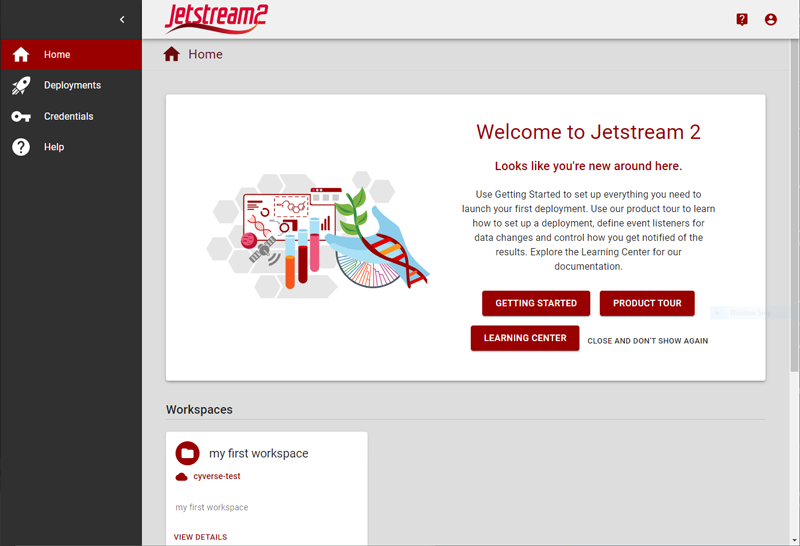 Jetstream2
Home
Deployments
Credentials
Help
Home
Welcome to Jetstream 2
Looks like you're new around here.
Use Getting Started to set up everything you need to
launch your first deployment. Use our product tour to learn
how to set up a deployment, define event listeners for
data changes and control how you get notified of the
results. Explore the Learning Center for our
documentation.
GETTING STARTED
PRODUCT TOUR
LEARNING CENTER
CLOSE AND DON'T SHOW AGAIN
Workspaces
my first workspace
cyverse-test
my first workspace
VIEW DETAILS